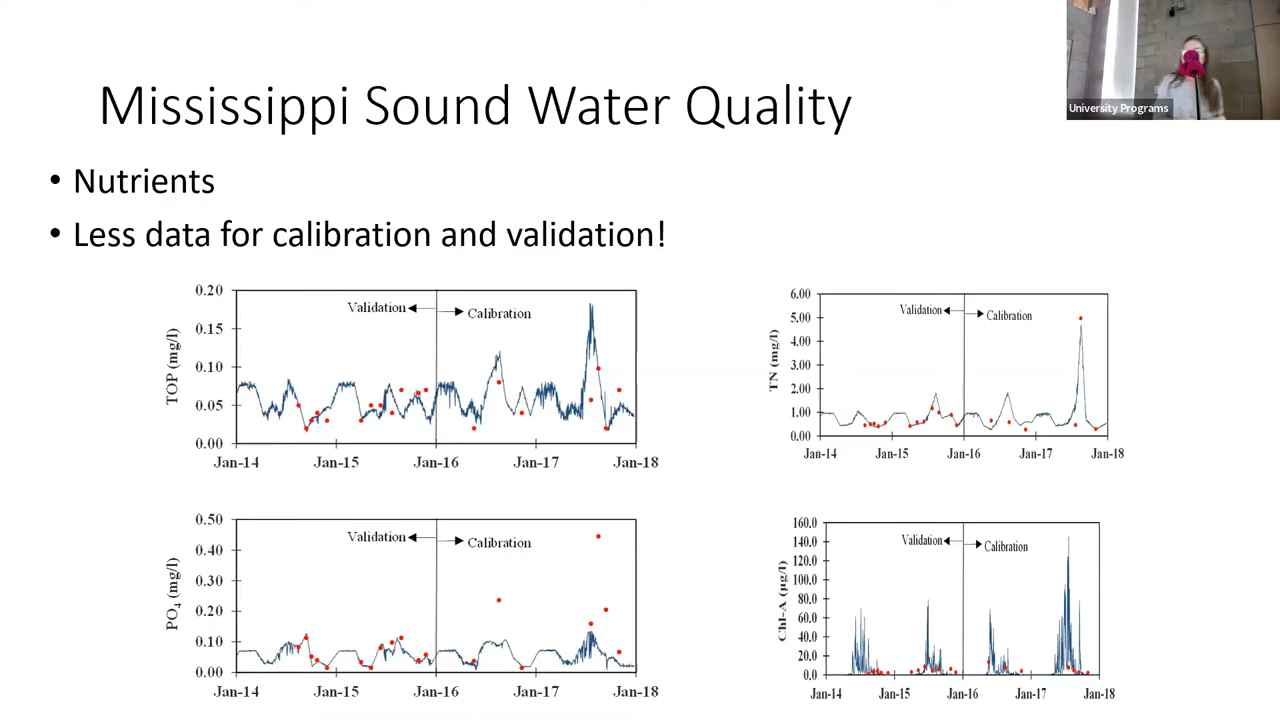 University Programs
Mississippi Sound Water Quality
• Nutrients
• Less data for calibration and validation!
TOP (mg/l)
0.20
0.15
0.10
0.05
0.00
Validation
Calibration
Jan-14 Jan-15 Jan-16 Jan-17 Jan-18
TN (mg/l)
6.00
5.00
4.00
3.00
2.00
1.00
0.00
Validation
Calibration
Jan-14 Jan-15 Jan-16 Jan-17 Jan-18
PO4 (mg/l)
0.50
0.40
0.30
0.20
0.10
0.00
Validation
Calibration
Jan-14 Jan-15 Jan-16 Jan-17 Jan-18
Chl-A (µg/l)
160.0
140.0
120.0
100.0
80.0
60.0
40.0
20.0
0.0
Validation
Calibration
Jan-14 Jan-15 Jan-16 Jan-17 Jan-18